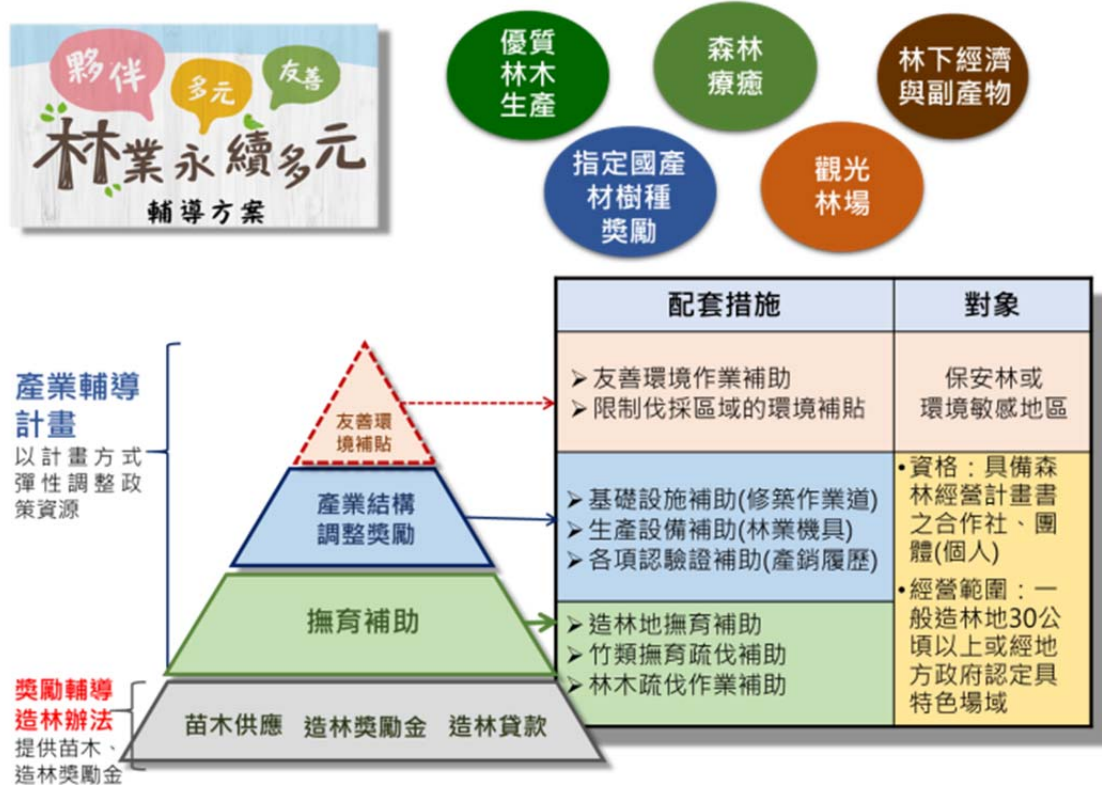 夥伴
多元
友善
林業永續多元
輔導方案
優質
林木
生產
森林
療癒
林下經濟
與副產物
指定國產
材樹種
獎勵
觀光
林場
產業輔導
計畫
以計畫方式
彈性調整政
策資源
獎勵輔導
造林辦法
提供苗木、
造林獎勵金
友善環
境補貼
產業結構
調整獎勵
撫育補助
苗木供應 造林獎勵金 造林貸款
配套措施
對象
➢友善環境作業補助
➢限制伐採區域的環境補貼
保安林或
環境敏感地區
➢基礎設施補助(修築作業道)
➢生產設備補助(林業機具)
➢各項認驗證補助(產銷履歷)
➢造林地撫育補助
➢竹類撫育疏伐補助
➢林木疏伐作業補助
•資格：具備森
林經營計畫書
之合作社、團
體(個人)
•經營範圍：一
般造林地30公
頃以上或經地
方政府認定具
特色場域